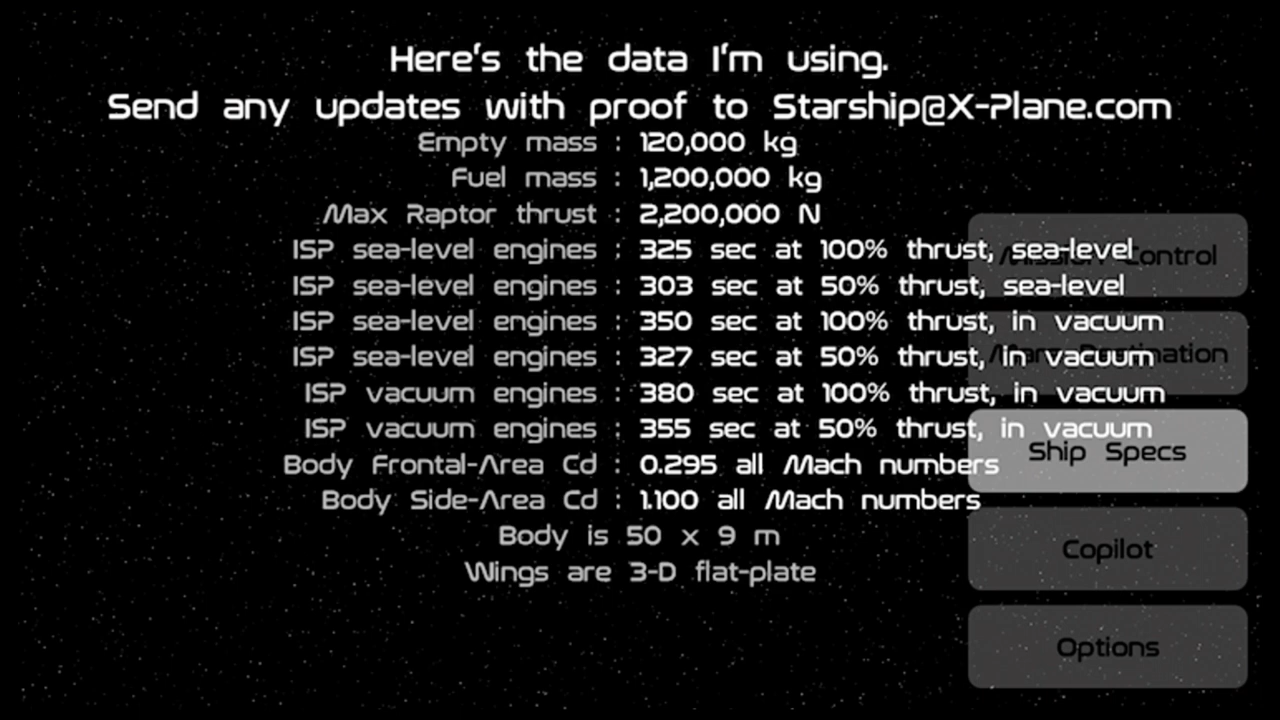 Here's the data I'm using.
Send any updates with proof to Starship@X-Plane.com
Empty mass : 120,000 kg
Fuel mass : 1,200,000 kg
Max Raptor thrust : 2,200,000 N
ISP sea-level engines : 325 sec at 100% thrust, sea-level
ISP sea-level engines : 303 sec at 50% thrust, sea-level
ISP sea-level engines : 350 sec at 100% thrust, in vacuum
ISP sea-level engines : 327 sec at 50% thrust, in vacuum
ISP vacuum engines : 380 sec at 100% thrust, in vacuum
ISP vacuum engines : 355 sec at 50% thrust, in vacuum
Body Frontal-Area Cd : 0.295 all Mach numbers
Body Side-Area Cd : 1.100 all Mach numbers
Body is 50 x 9 m
Wings are 3-D flat-plate
Mission Control
Destination
Ship Specs
Copilot
Options